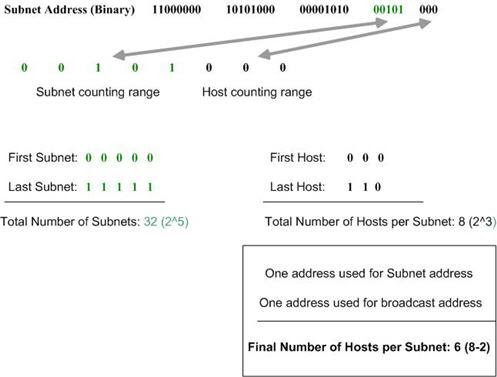 Subnet Address (Binary) 11000000 10101000 00001010 00101 000
0 0 1 0 1 0 0 0
Subnet counting range Host counting range
First Subnet: 0 0 0 0 0 First Host: 0 0 0
Last Subnet: 1 1 1 1 1 Last Host: 1 1 0
Total Number of Subnets: 32 (2^5) Total Number of Hosts per Subnet: 8 (2^3)
One address used for Subnet address
One address used for broadcast address
Final Number of Hosts per Subnet: 6 (8-2)